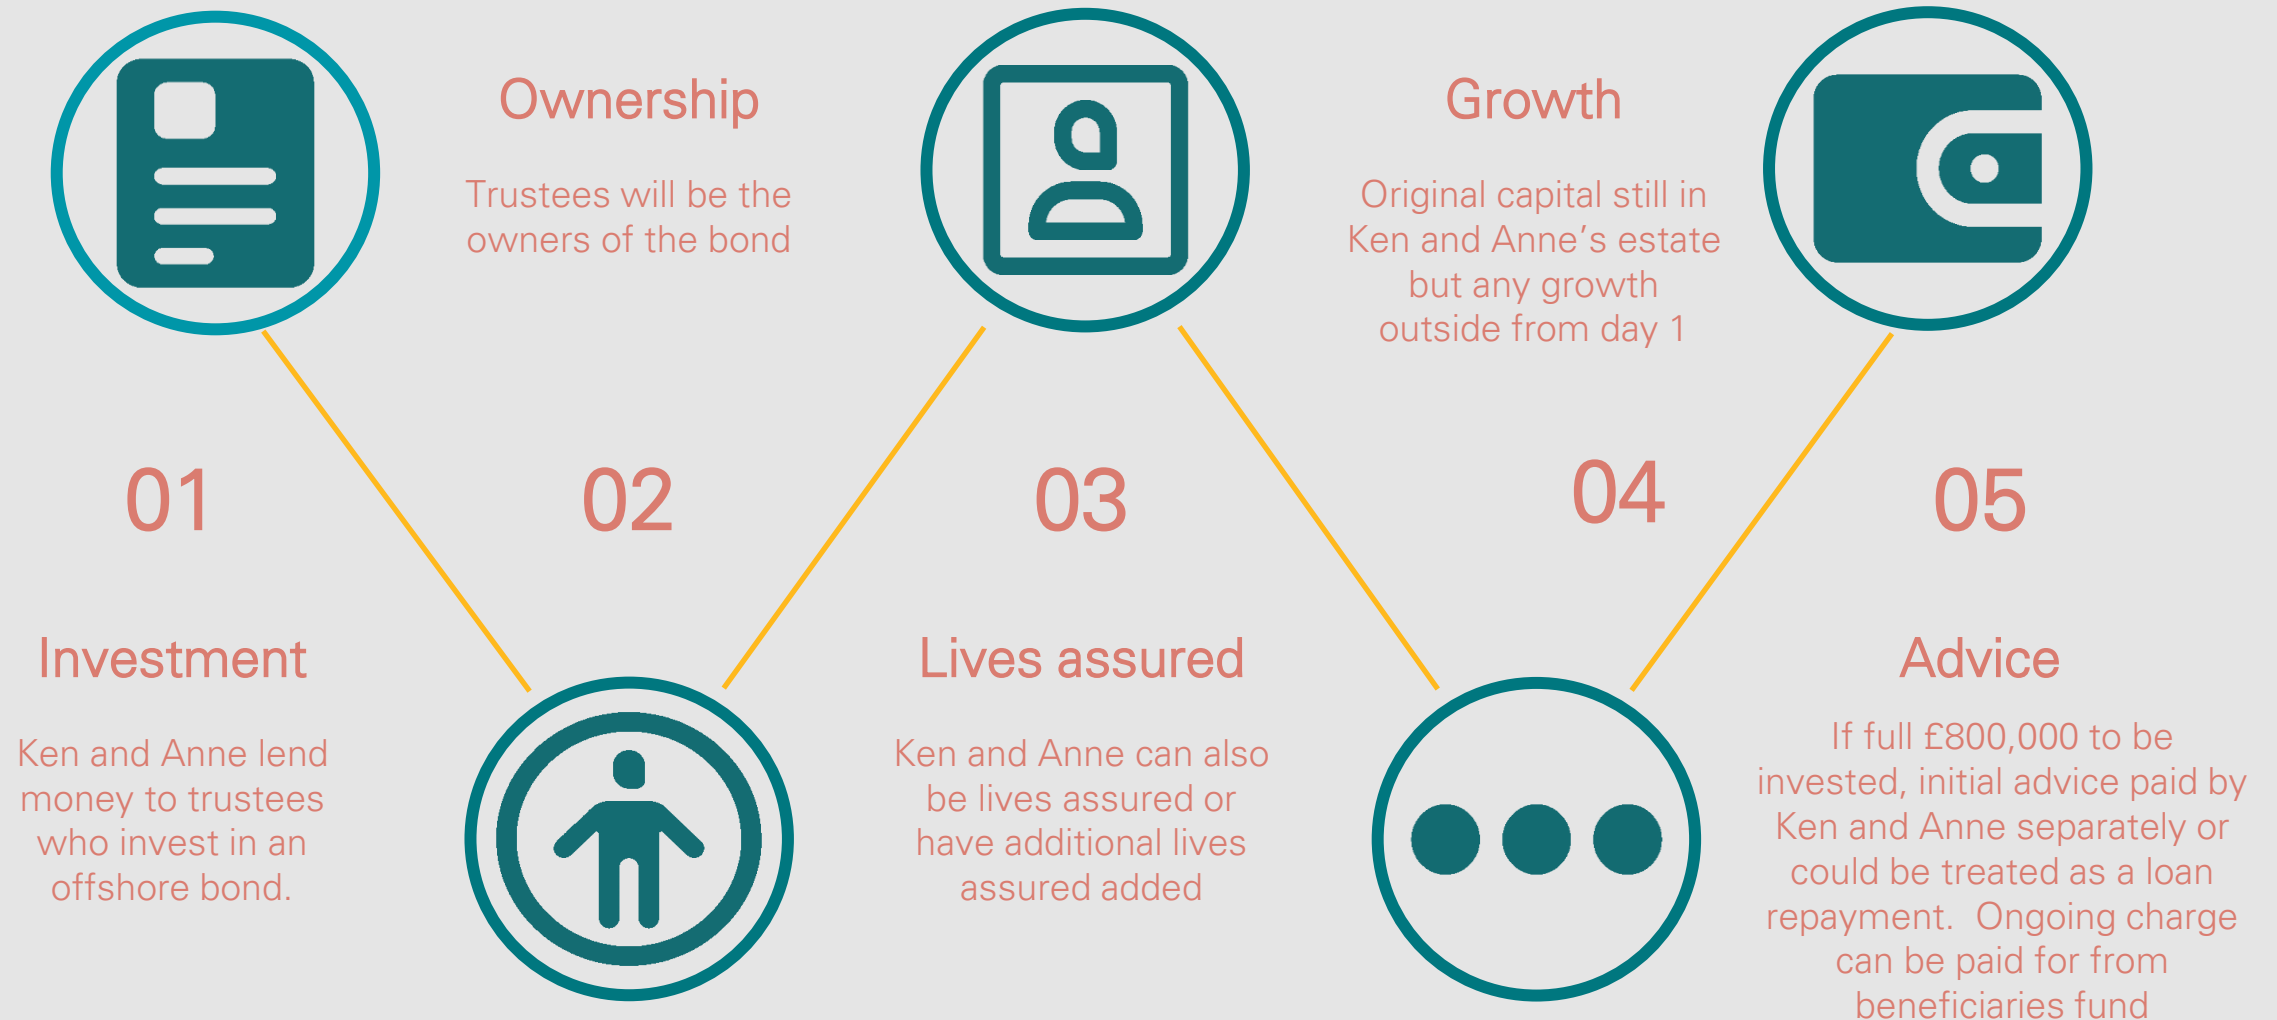 01
Investment
Ken and Anne lend
money to trustees
who invest in an
offshore bond.
Ownership
Trustees will be the
owners of the bond
02
03
Lives assured
Ken and Anne can also
be lives assured or
have additional lives
assured added
Growth
Original capital still in
Ken and Anne’s estate
but any growth
outside from day 1
04
05
Advice
If full £800,000 to be
invested, initial advice paid by
Ken and Anne separately or
could be treated as a loan
repayment.  Ongoing charge
can be paid for from
beneficiaries fund